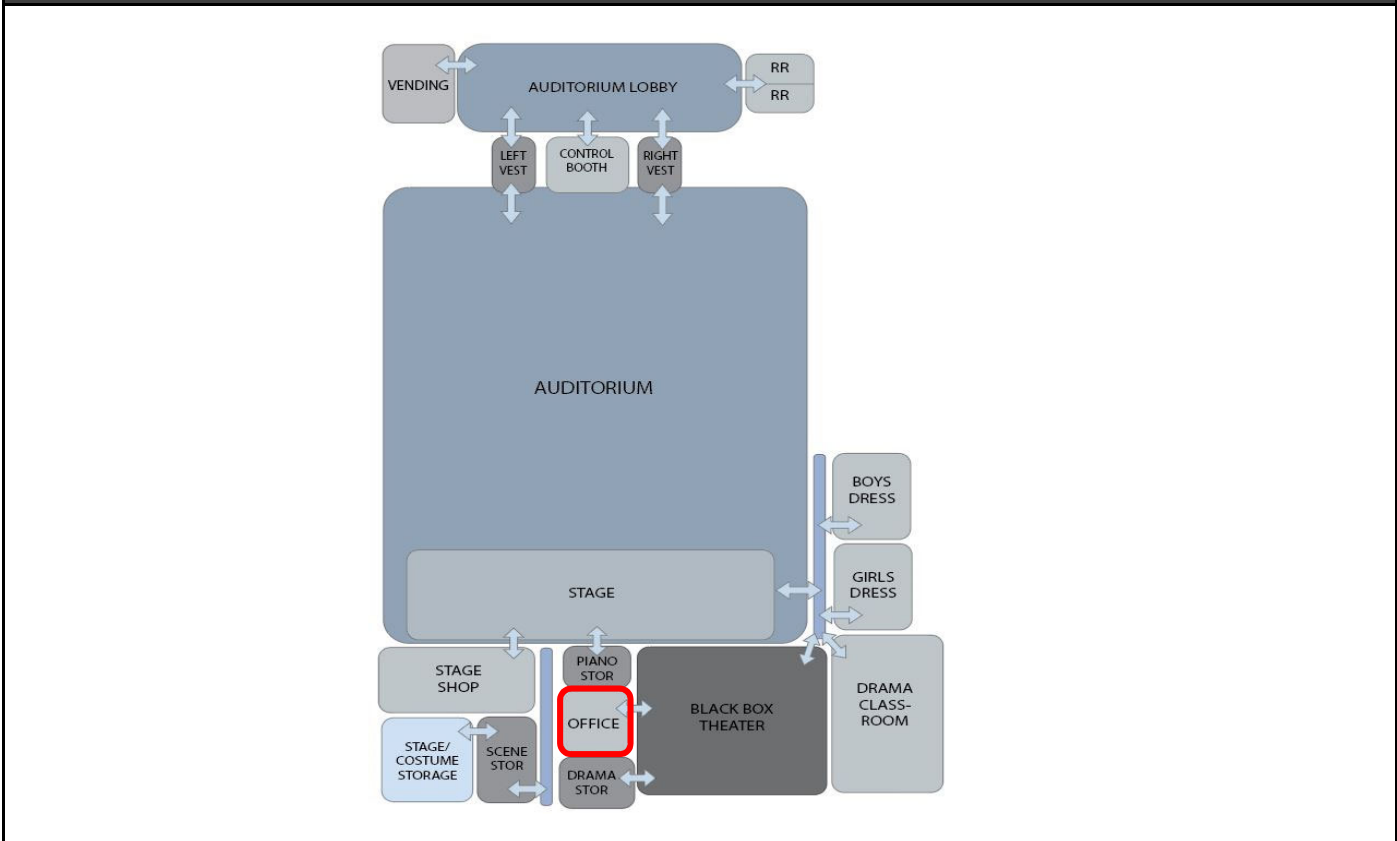 VENDING
AUDITORIUM LOBBY
RR
RR
LEFT
VEST
CONTROL
BOOTH
RIGHT
VEST
AUDITORIUM
BOYS
DRESS
GIRLS
DRESS
STAGE
STAGE
SHOP
PIANO
STOR
OFFICE
BLACK BOX
THEATER
DRAMA
CLASS-
ROOM
STAGE/
COSTUME
STORAGE
SCENE
STOR
DRAMA
STOR